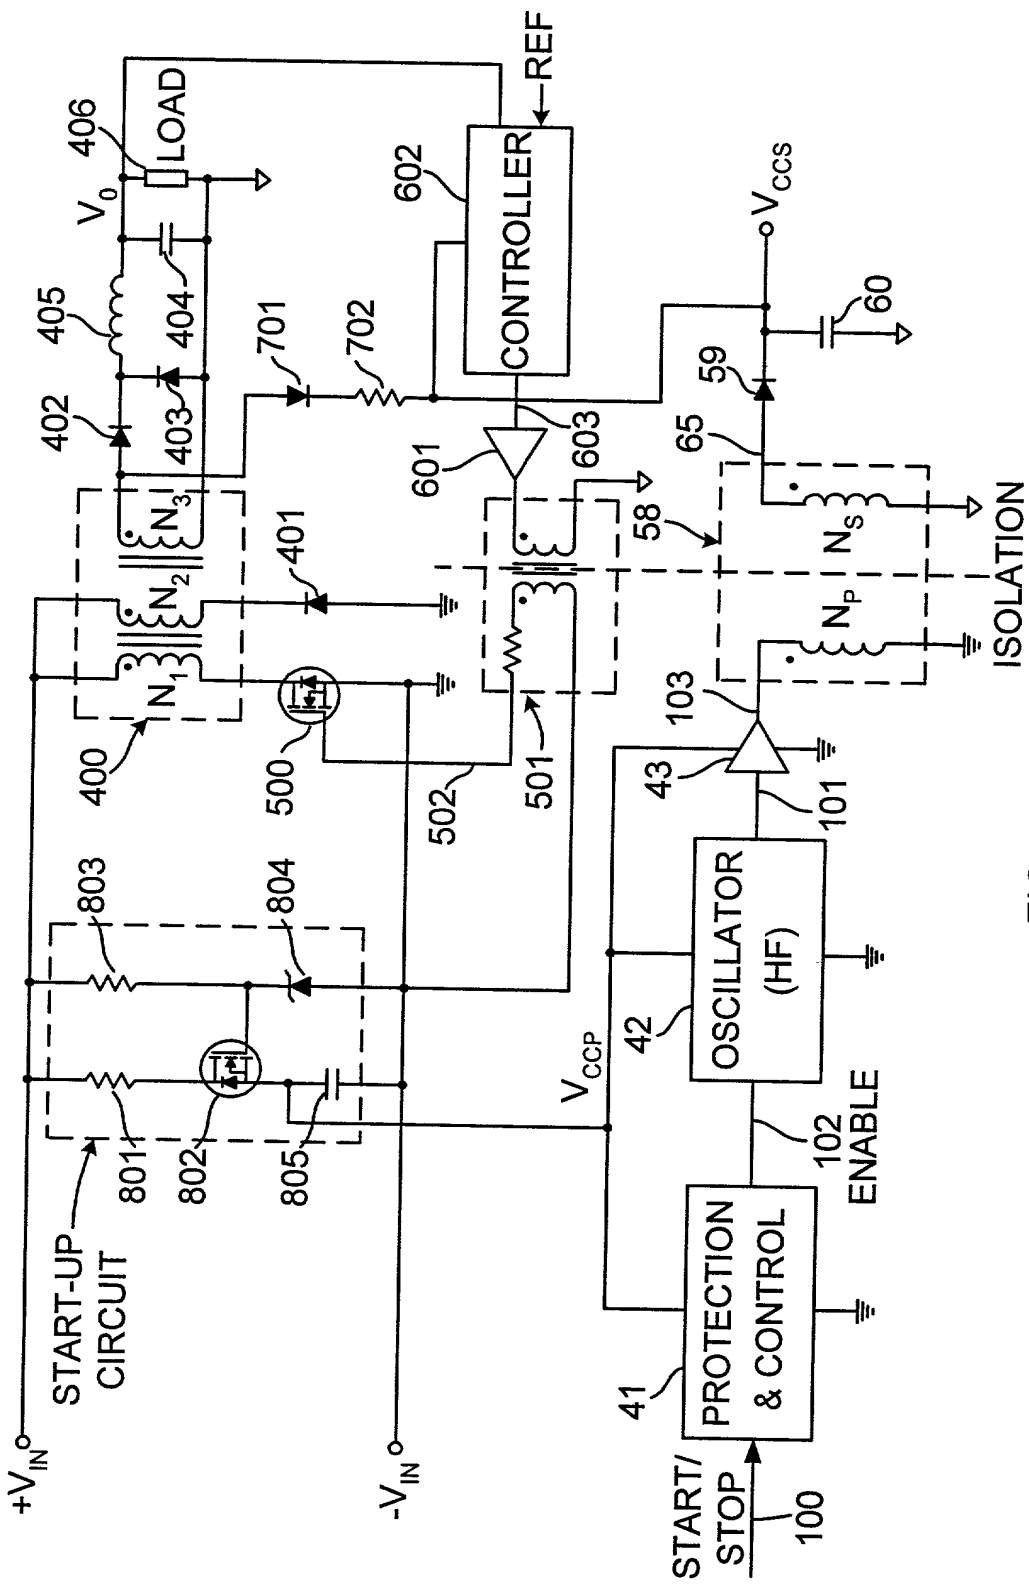 +V_IN
-V_IN
START-UP
CIRCUIT
801
802
805
803
804
400
N1
N2
N3
402
403
405
404
V0
406
LOAD
401
500
502
501
701
702
601
603
602
CONTROLLER
REF
START/
STOP
100
41
PROTECTION
& CONTROL
102
ENABLE
VCCP
42
OSCILLATOR
(HF)
101
43
103
58
NP
NS
65
59
60
VCCS
ISOLATION